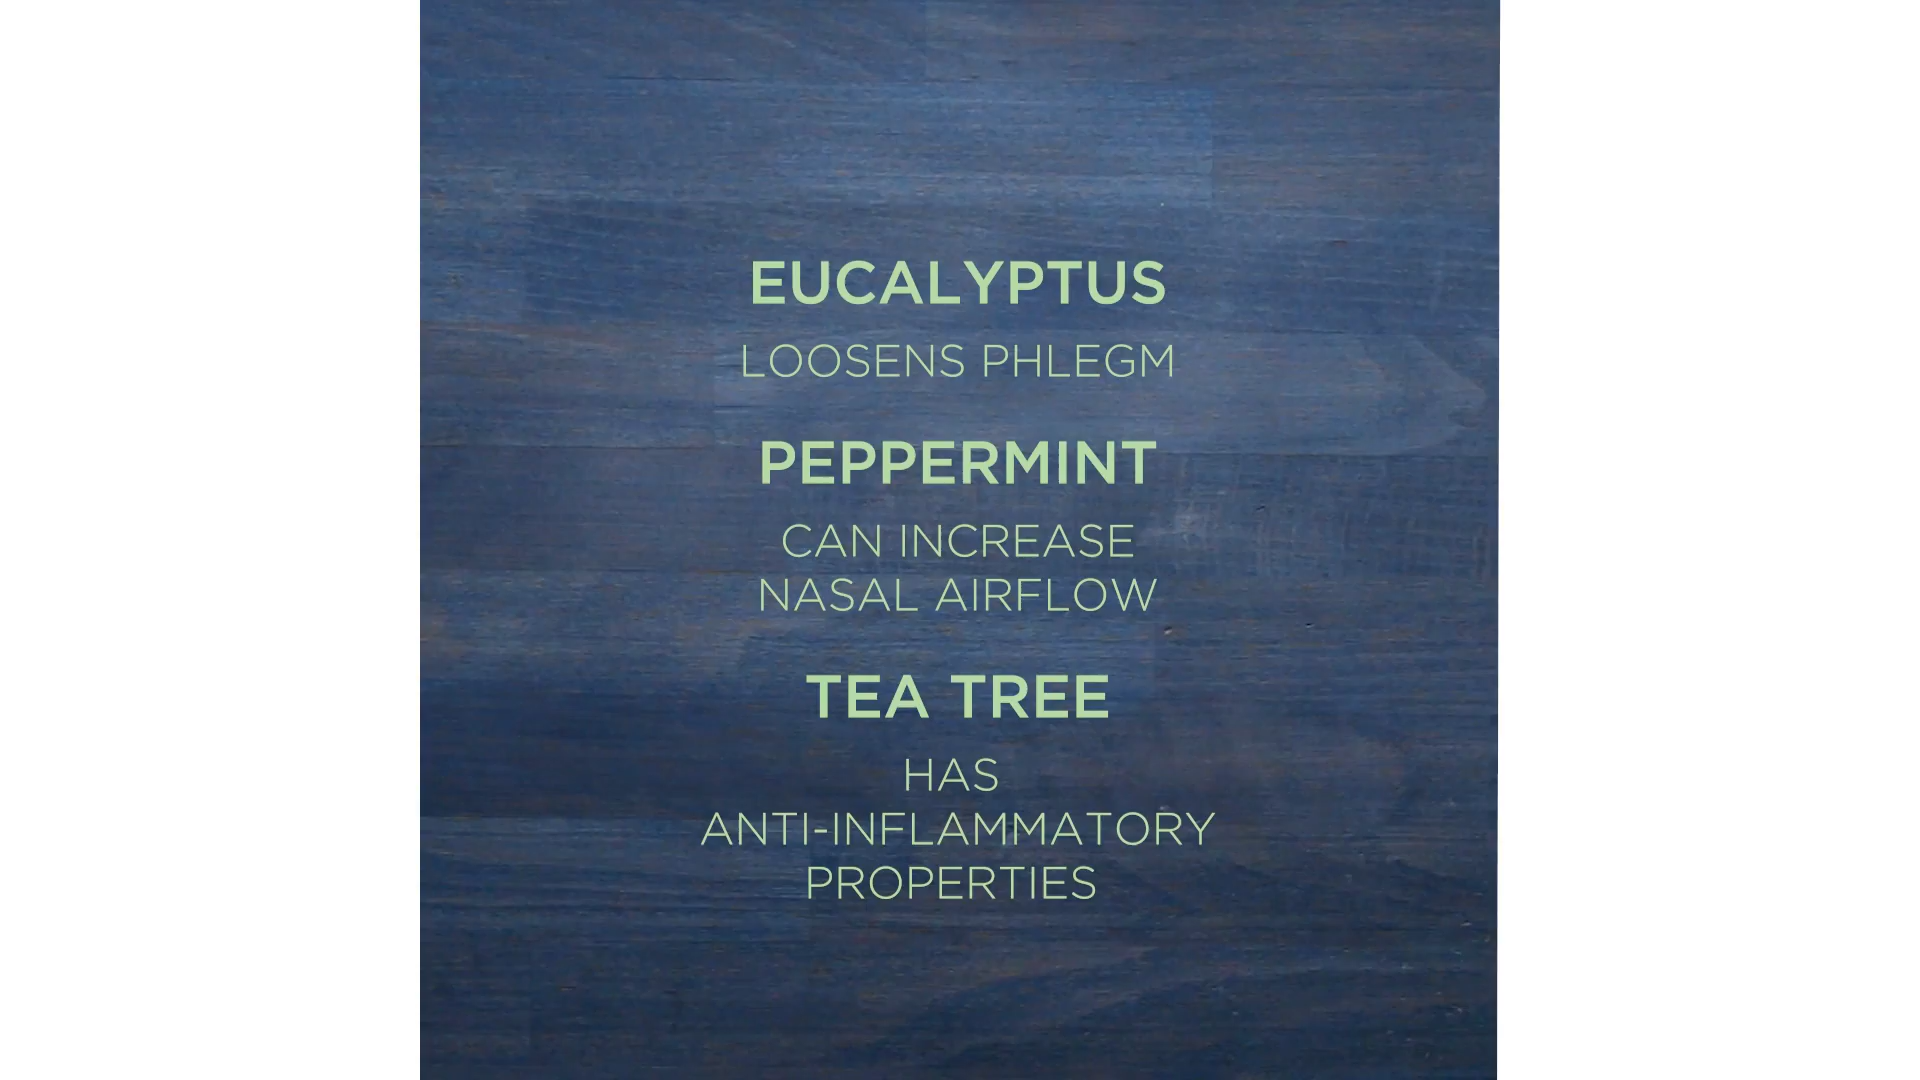 EUCALYPTUS
LOOSENS PHLEGM
PEPPERMINT
CAN INCREASE
NASAL AIRFLOW
TEA TREE
HAS
ANTI-INFLAMMATORY
PROPERTIES